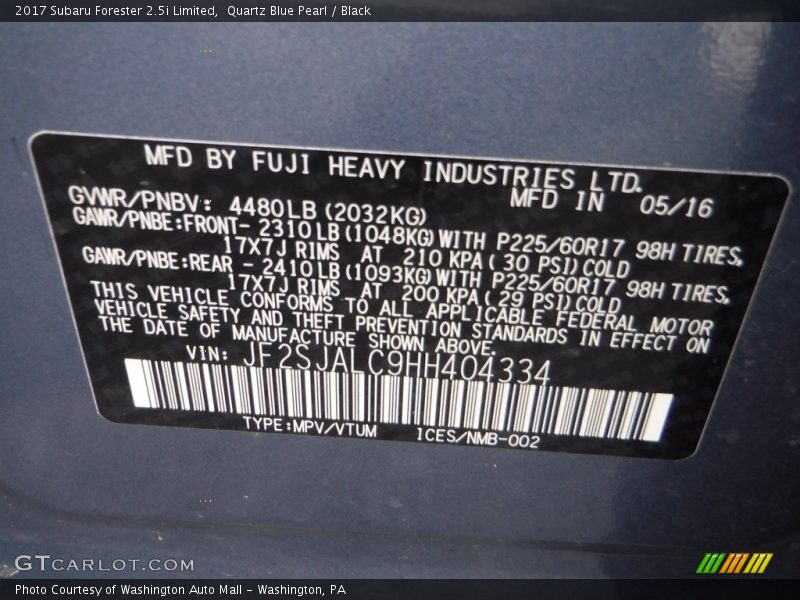 2017 Subaru Forester 2.5i Limited,  Quartz Blue Pearl / Black
MFD BY FUJI HEAVY INDUSTRIES LTD.
MFD IN 05/16
GVWR/PNBV: 4480LB (2032KG)
GAWR/PNBE:FRONT- 2310LB (1048KG) WITH P225/60R17 98H TIRES,
17X7J RIMS AT 210 KPA ( 30 PSI) COLD
GAWR/PNBE:REAR - 2410LB (1093KG) WITH P225/60R17 98H TIRES,
17X7J RIMS AT 200 KPA ( 29 PSI) COLD
THIS VEHICLE CONFORMS TO ALL APPLICABLE FEDERAL MOTOR
VEHICLE SAFETY AND THEFT PREVENTION STANDARDS IN EFFECT ON
THE DATE OF MANUFACTURE SHOWN ABOVE.
VIN: JF2SJALC9HH404334
TYPE:MPV/VTUM ICES/NMB-002
GTCARLOT.COM
Photo Courtesy of Washington Auto Mall - Washington, PA